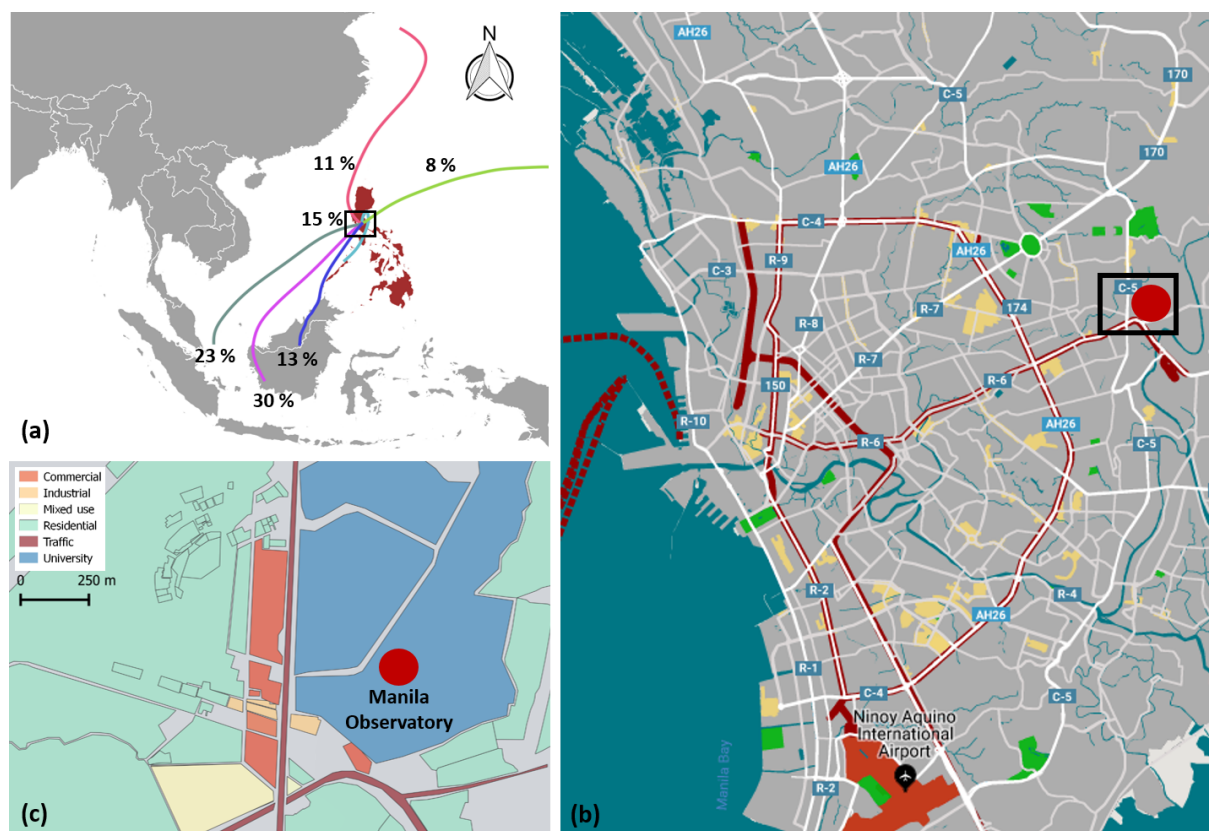 N
11 %
8 %
15 %
23 %
13 %
30 %
(a)
AH26
170
C-5
170
AH26
C-4
R-9
AH26
C-3
C-5
174
R-7
R-8
R-7
150
R-6
R-10
AH26
R-6
C-5
R-2
R-4
AH26
R-1
C-4
C-5
Ninoy Aquino
International
Airport
Manila Bay
R-2
(b)
Commercial
Industrial
Mixed use
Residential
Traffic
University
0
250 m
Manila
Observatory
(c)